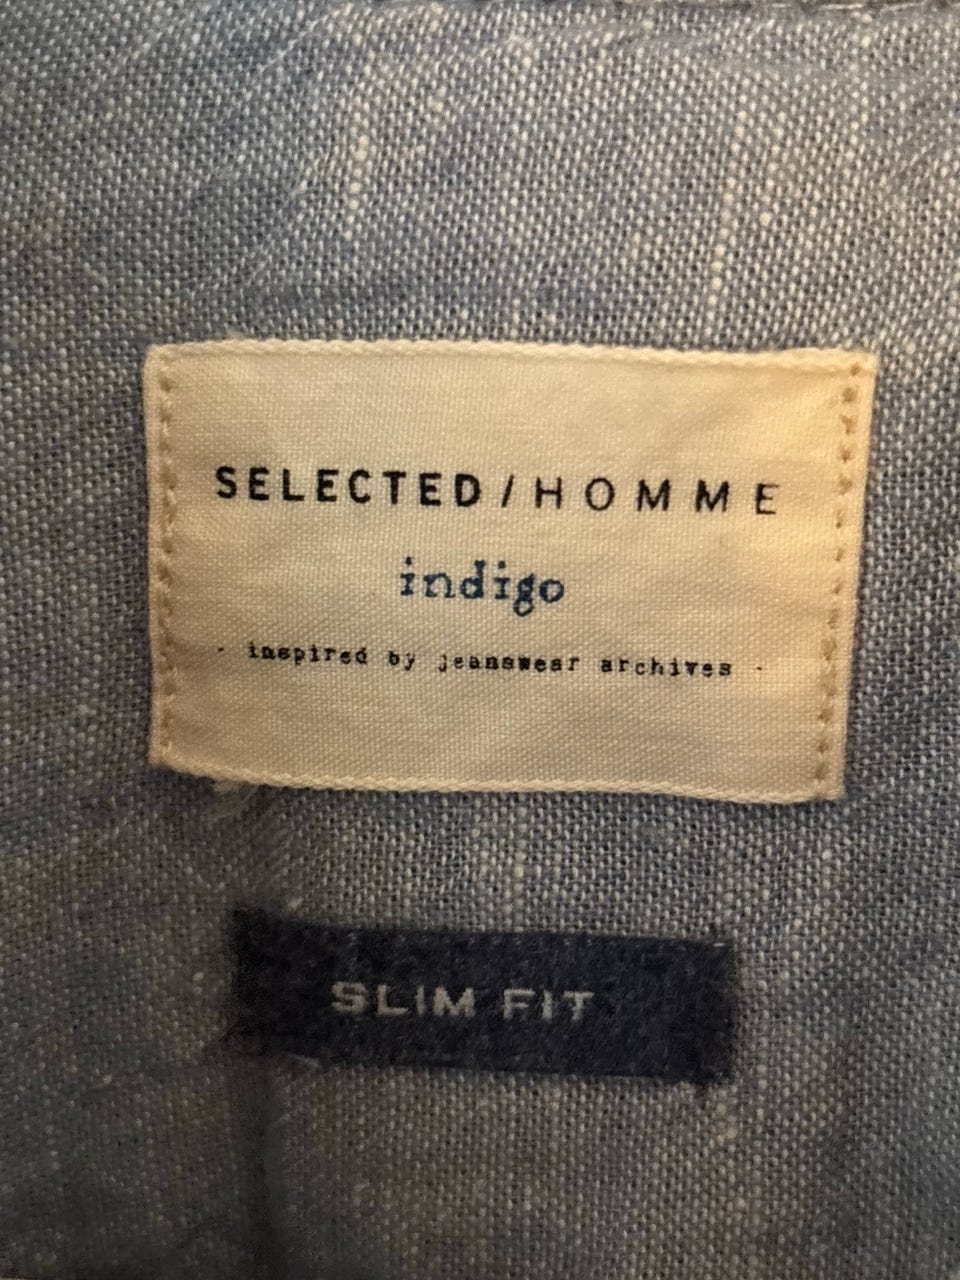 SELECTED/HOMME
indigo
· inspired by jeanswear archives ·
SLIM FIT